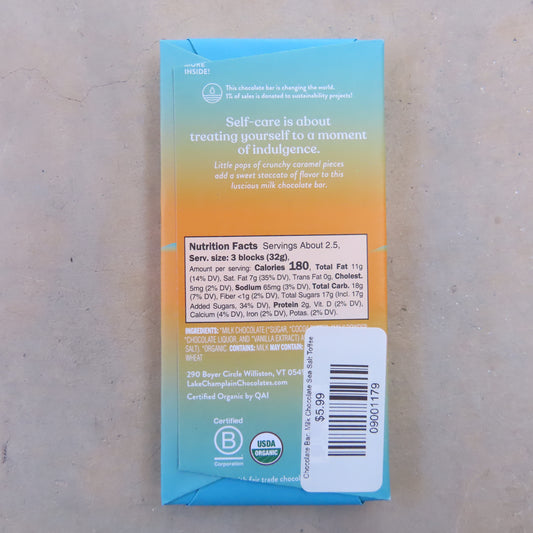 MORE
INSIDE!
This chocolate bar is changing the world.
1% of sales is donated to sustainability projects!
Self-care is about
treating yourself to a moment
of indulgence.
Little pops of crunchy caramel pieces
add a sweet staccato of flavor to this
luscious milk chocolate bar.
Nutrition Facts Servings About 2.5,
Serv. size: 3 blocks (32g),
Amount per serving: Calories 180, Total Fat 11g
(14% DV), Sat. Fat 7g (35% DV), Trans Fat 0g, Cholest.
5mg (2% DV), Sodium 65mg (3% DV), Total Carb. 18g
(7% DV), Fiber <1g (2% DV), Total Sugars 17g (Incl. 17g
Added Sugars, 34% DV), Protein 2g, Vit. D (2% DV),
Calcium (4% DV), Iron (2% DV), Potas. (2% DV).
INGREDIENTS: *MILK CHOCOLATE (*SUGAR, *COCOA
*CHOCOLATE LIQUOR, AND *VANILLA EXTRACT)
SALT). *ORGANIC CONTAINS: MILK MAY CONTAIN:
WHEAT
290 Boyer Circle Williston, VT 0549
LakeChamplainChocolates.com
Certified Organic by QAI
Certified
B
Corporation
USDA
ORGANIC
with fair trade chocol
Chocolate Bar, Milk Chocolate Sea Salt Toffee
$5.99
09001179